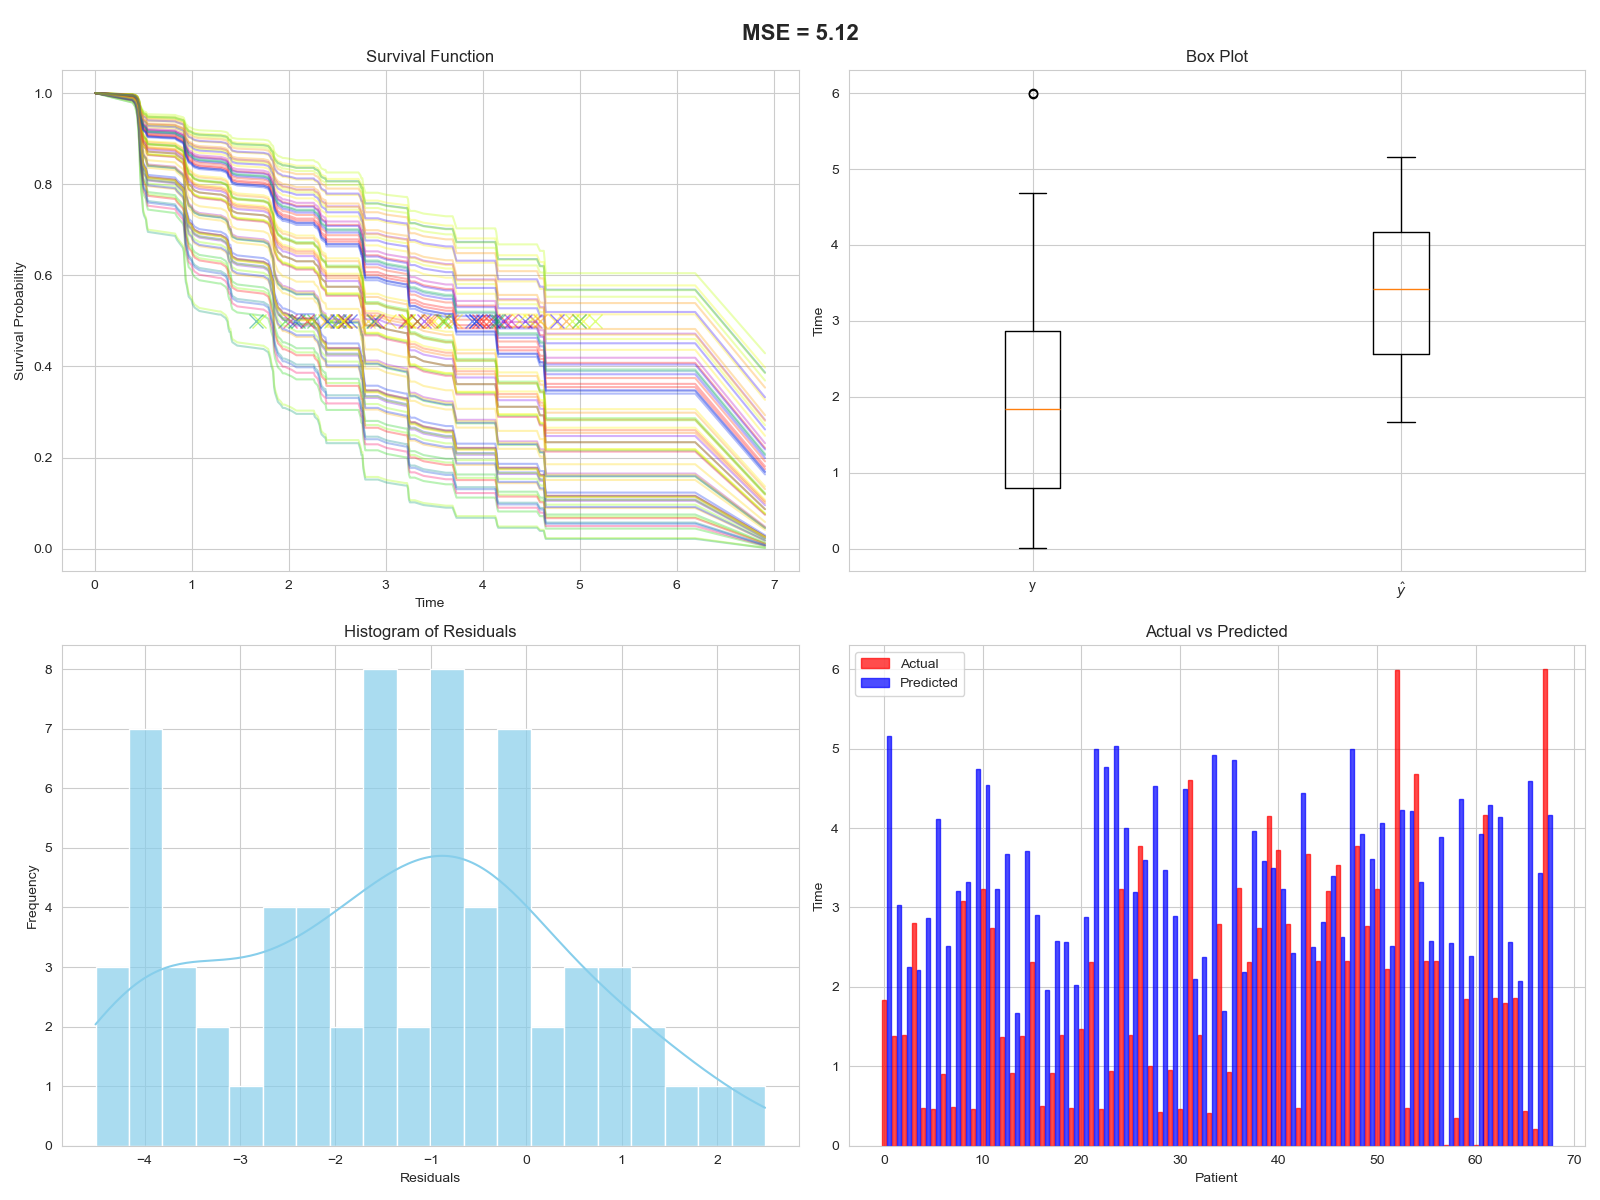 MSE = 5.12
Survival Function
Survival Probability
1.0
0.8
0.6
0.4
0.2
0.0
0 1 2 3 4 5 6 7
Time
Box Plot
Time
6
5
4
3
2
1
0
y ŷ
Histogram of Residuals
Frequency
8
7
6
5
4
3
2
1
0
−4 −3 −2 −1 0 1 2
Residuals
Actual vs Predicted
Actual
Predicted
Time
6
5
4
3
2
1
0
0 10 20 30 40 50 60 70
Patient